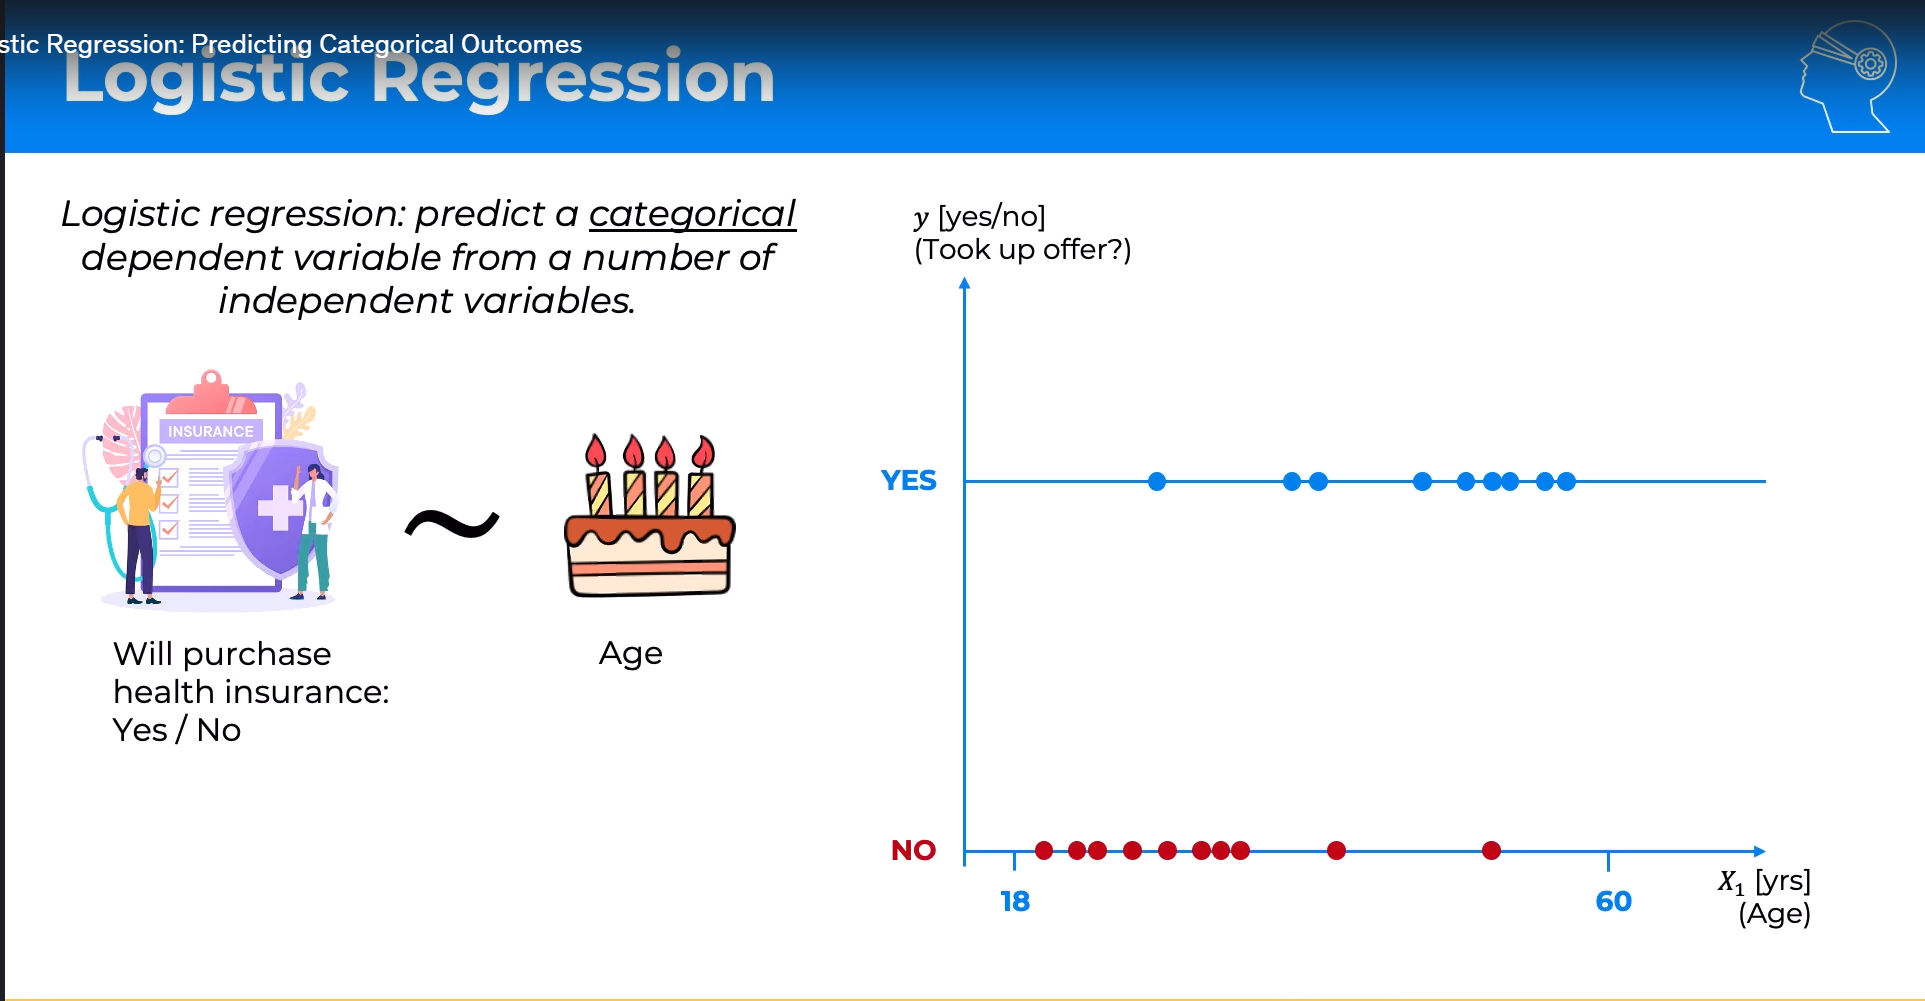 stic Regression: Predicting Categorical Outcomes
Logistic Regression
Logistic regression: predict a categorical
dependent variable from a number of
independent variables.
INSURANCE
Will purchase
health insurance:
Yes / No
Age
y [yes/no]
(Took up offer?)
YES
NO
18
60
X₁ [yrs]
(Age)